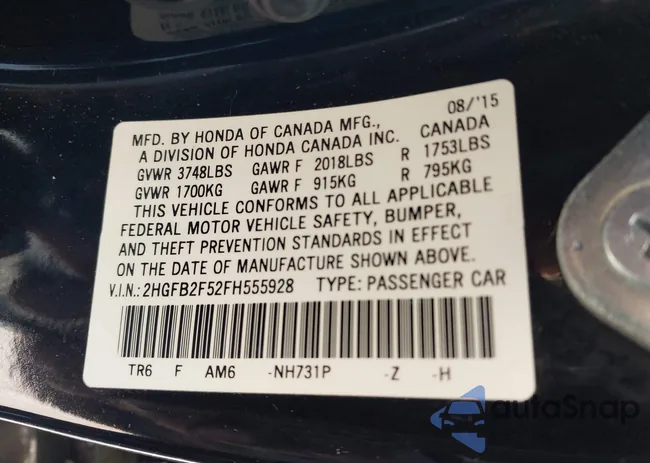 08/'15
MFD. BY HONDA OF CANADA MFG.,
A DIVISION OF HONDA CANADA INC. CANADA
GVWR 3748LBS GAWR F 2018LBS R 1753LBS
GVWR 1700KG GAWR F 915KG R 795KG
THIS VEHICLE CONFORMS TO ALL APPLICABLE
FEDERAL MOTOR VEHICLE SAFETY, BUMPER,
AND THEFT PREVENTION STANDARDS IN EFFECT
ON THE DATE OF MANUFACTURE SHOWN ABOVE.
V.I.N.: 2HGFB2F52FH555928 TYPE: PASSENGER CAR
TR6 F AM6 -NH731P -Z -H
autoSnap